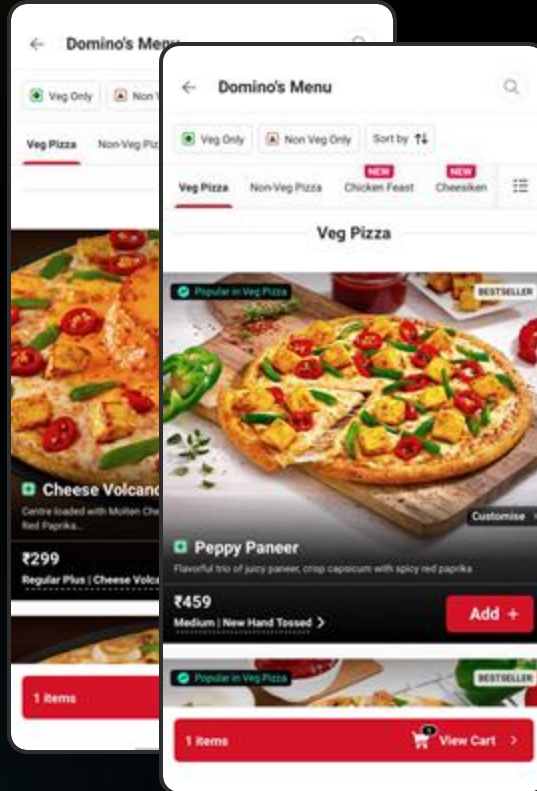 Domino's Menu
Veg Only
Non
Veg Pizza
Non-Veg Piz
Cheese Volcano
Centre loaded with Molten Che
Red Paprika...
₹299
Regular Plus | Cheese Volca
1 items
Domino's Menu
Veg Only
Non Veg Only
Sort by
NEW
NEW
Veg Pizza
Non-Veg Pizza
Chicken Feast
Cheesiken
Veg Pizza
Popular in Veg Pizza
BESTSELLER
Customise
Peppy Paneer
Flavorful trio of juicy paneer, crisp capsicum with spicy red paprika
₹459
Medium | New Hand Tossed
Add +
Popular in Veg Pizza
BESTSELLER
1 items
View Cart